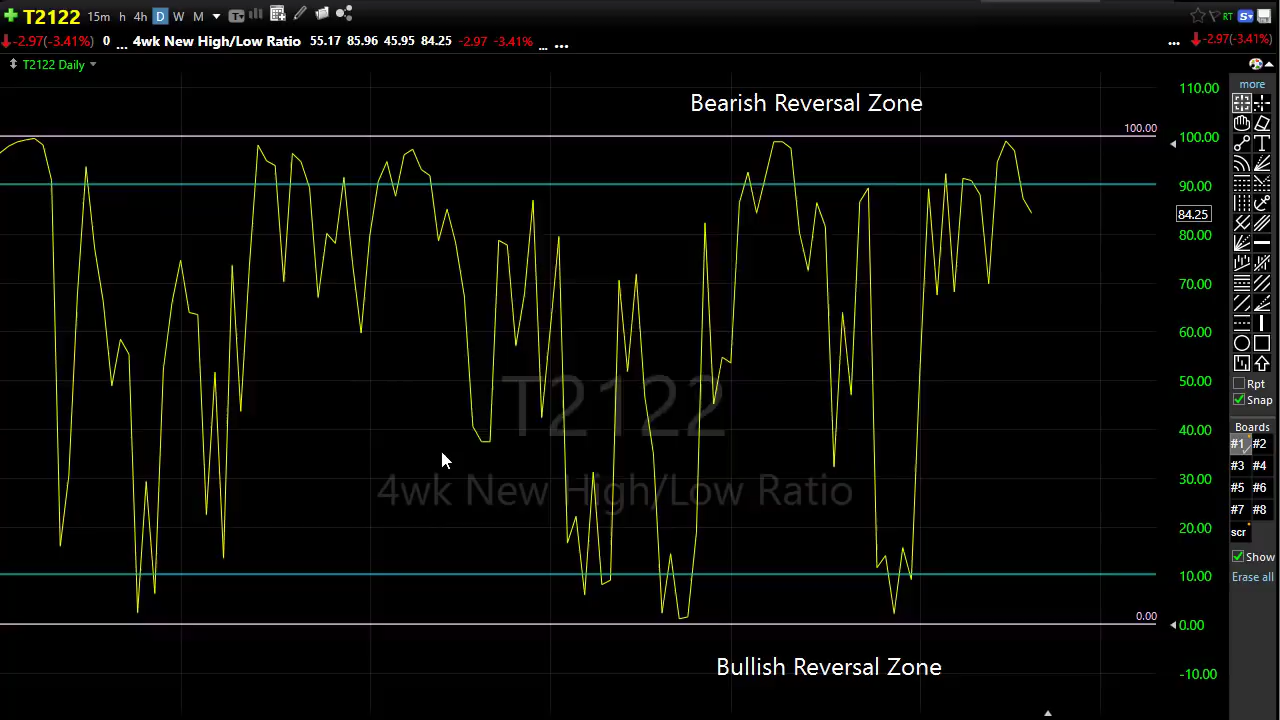 T2122 15m h 4h D W M
-2.97(-3.41%) 0 ... 4wk New High/Low Ratio 55.17 85.96 45.95 84.25 -2.97 -3.41% ... ... ... -2.97(-3.41%)
RT
T2122 Daily
more
Bearish Reversal Zone
110.00
100.00
100.00
90.00
84.25
80.00
70.00
60.00
50.00
40.00
30.00
20.00
10.00
0.00
0.00
-10.00
T2122
4wk New High/Low Ratio
Bullish Reversal Zone
Rpt
Snap
Boards
#1 #2
#3 #4
#5 #6
#7 #8
scr
Show
Erase all